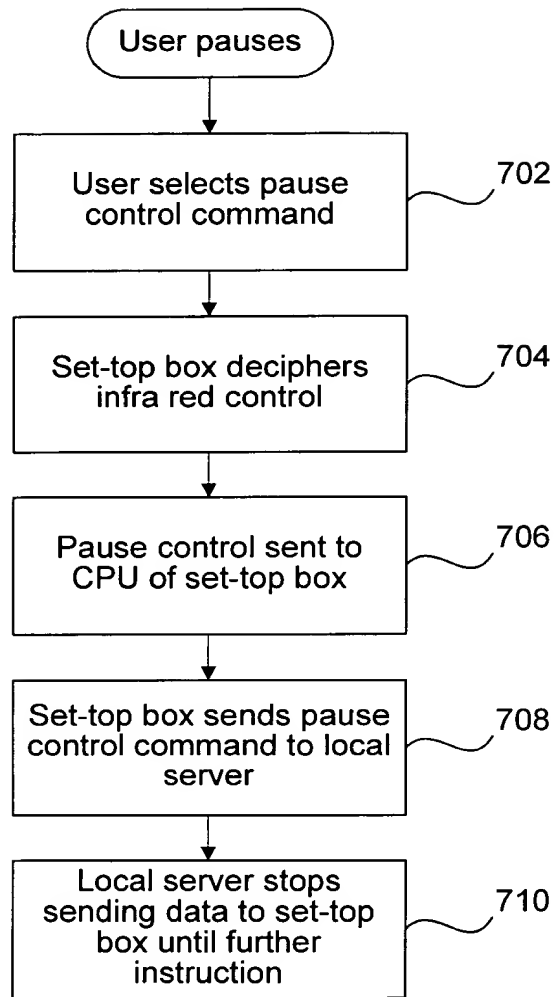 User pauses
User selects pause
control command
702
Set-top box deciphers
infra red control
704
Pause control sent to
CPU of set-top box
706
Set-top box sends pause
control command to local
server
708
Local server stops
sending data to set-top
box until further
instruction
710